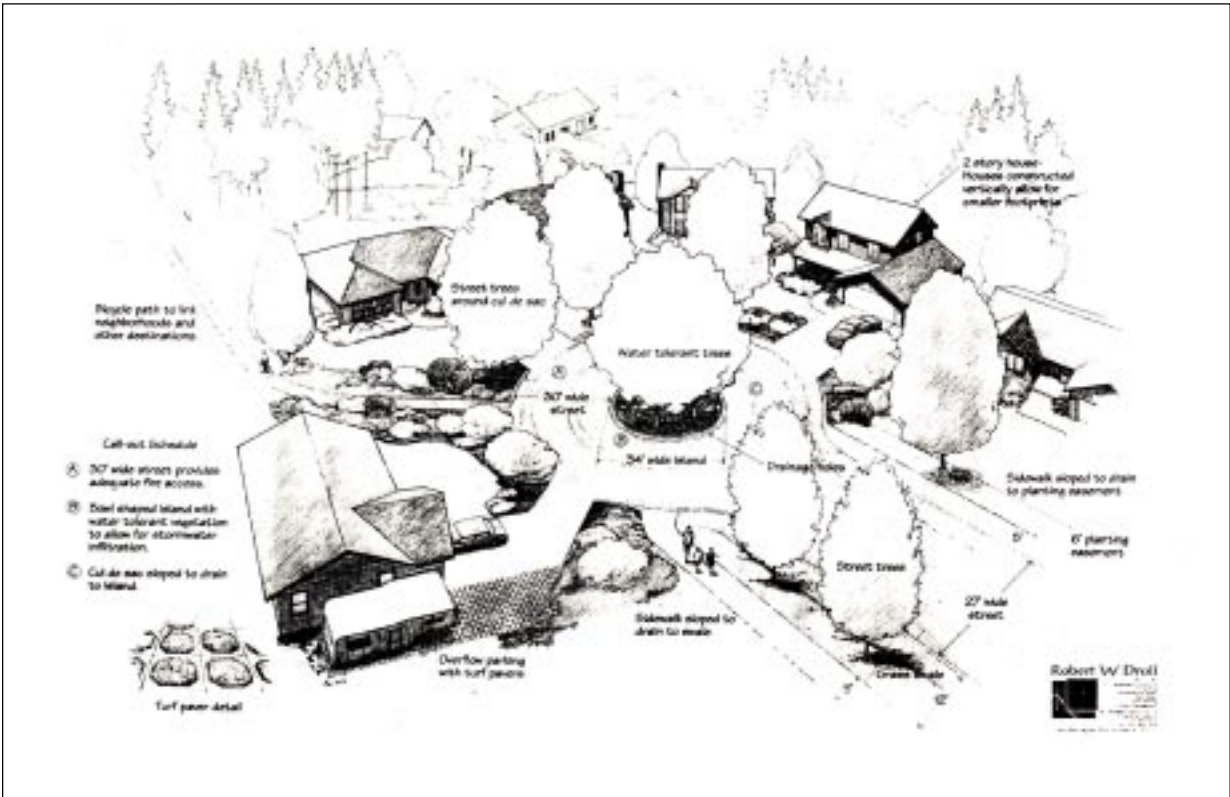 2 story house-
Houses constructed
vertically allow for
smaller footprints
Bicycle path to link
neighborhoods and
other destinations
Street trees
around cul de sac
Water tolerant trees
A
30' wide
street
C
B
34' wide island
Drainage holes
Call-out Schedule
A 30' wide street provides
adequate fire access.
B Bowl shaped island with
water tolerant vegetation
to allow for stormwater
infiltration.
C Cul de sac sloped to drain
to island.
Sidewalk sloped to drain
to planting easement
6' planting
easement
5'
27' wide
street
Street trees
Sidewalk sloped to
drain to swale
Grass swale
12'
Overflow parking
with turf pavers
Turf paver detail
Robert W Droll